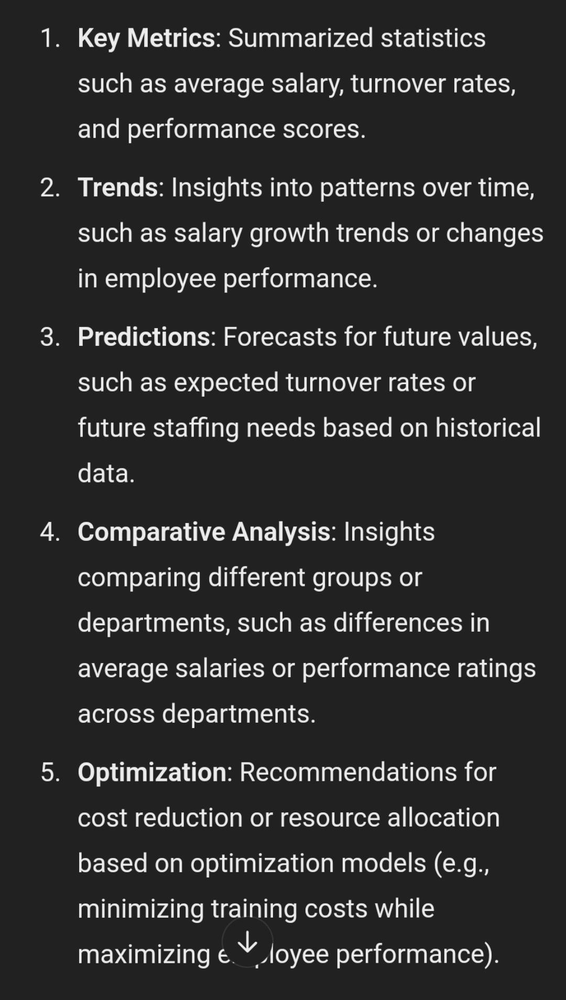 1. Key Metrics: Summarized statistics
such as average salary, turnover rates,
and performance scores.
2. Trends: Insights into patterns over time,
such as salary growth trends or changes
in employee performance.
3. Predictions: Forecasts for future values,
such as expected turnover rates or
future staffing needs based on historical
data.
4. Comparative Analysis: Insights
comparing different groups or
departments, such as differences in
average salaries or performance ratings
across departments.
5. Optimization: Recommendations for
cost reduction or resource allocation
based on optimization models (e.g.,
minimizing training costs while
maximizing employee performance).